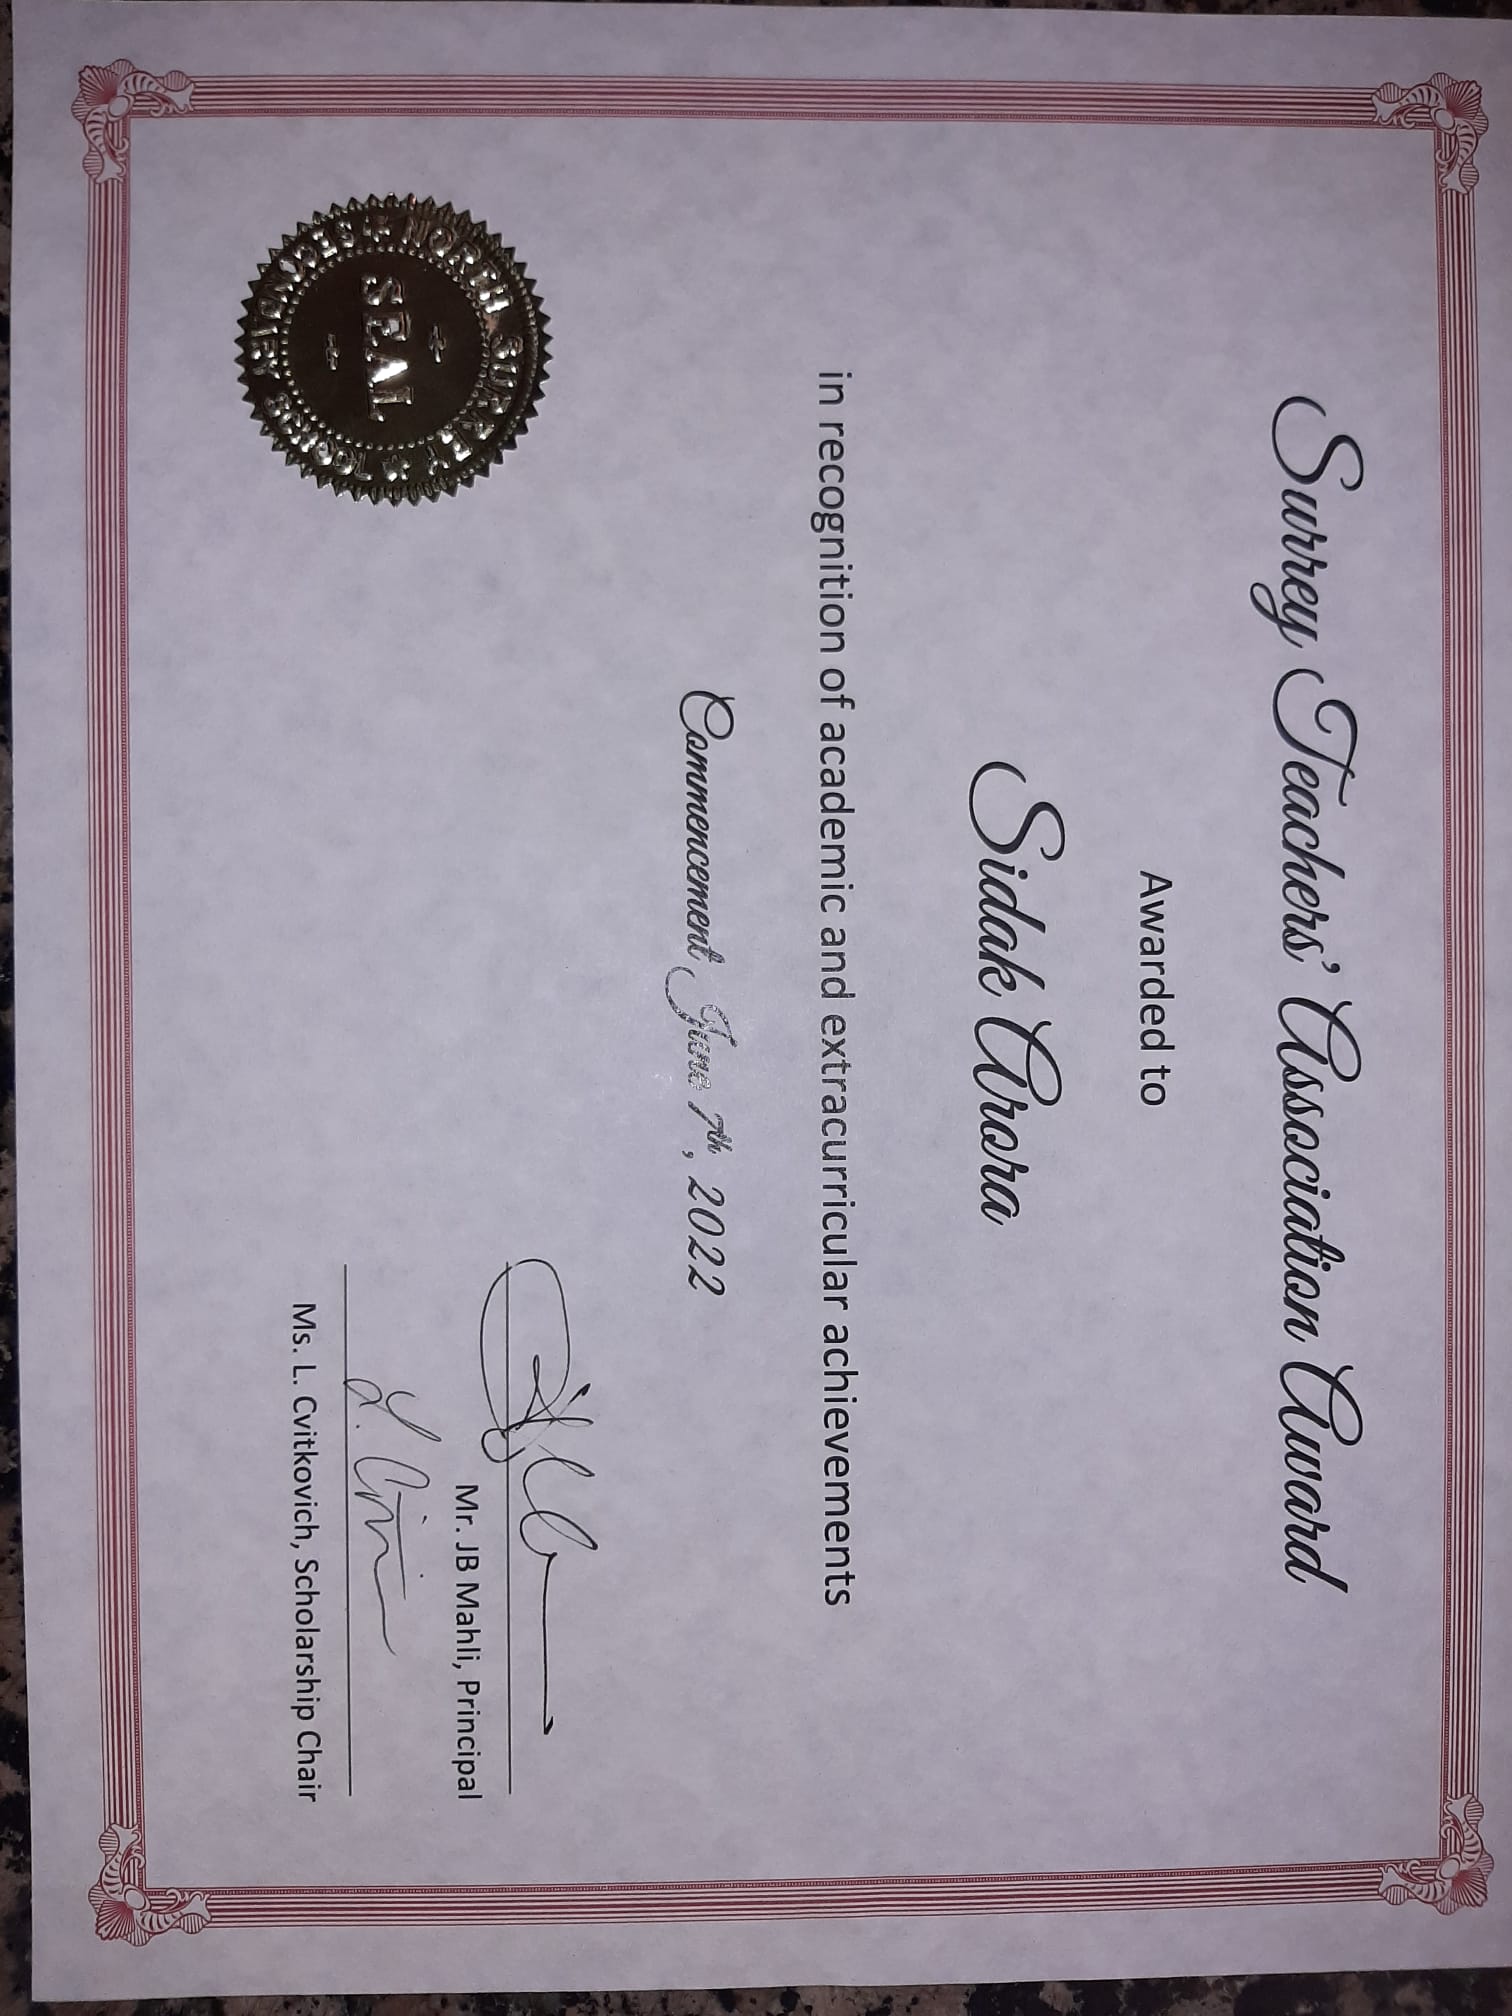 Surrey Teachers' Association Award
Awarded to
Sidak Arora
in recognition of academic and extracurricular achievements
Commencement June 7th, 2022
Mr. JB Mahli, Principal
L.
Ms. L. Cvitkovich, Scholarship Chair
NORTH SURREY
SECONDARY SCHOOL
SEAL